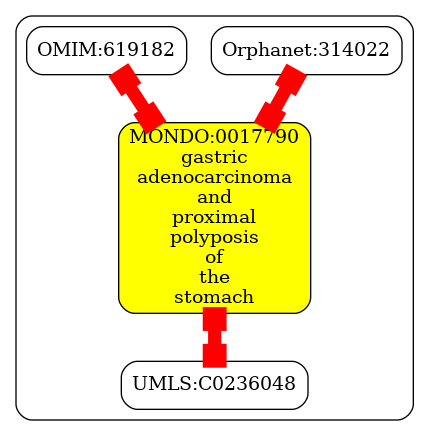 OMIM:619182
Orphanet:314022
MONDO:0017790
gastric
adenocarcinoma
and
proximal
polyposis
of
the
stomach
UMLS:C0236048